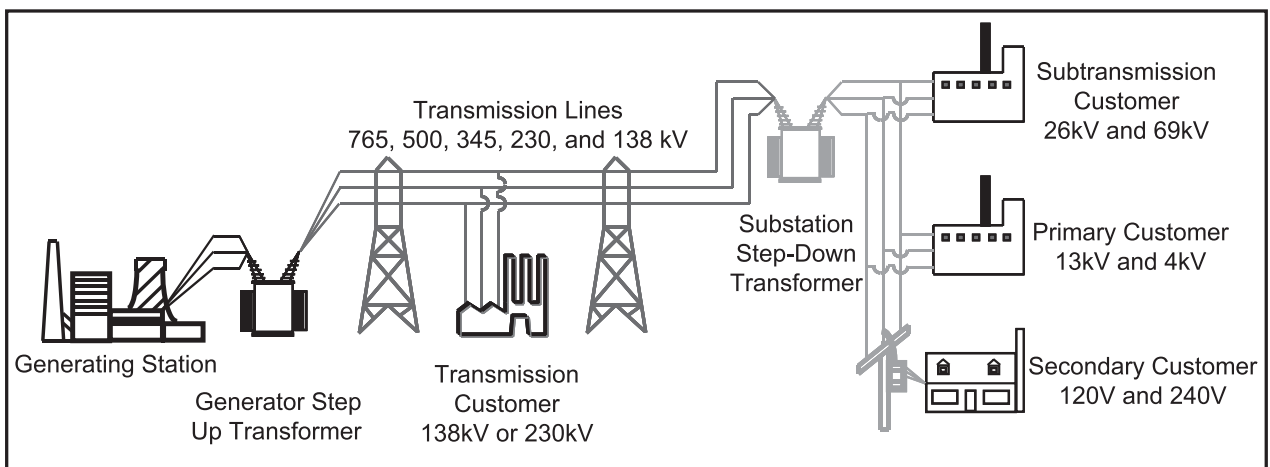 Generating Station
Generator Step
Up Transformer
Transmission Lines
765, 500, 345, 230, and 138 kV
Transmission
Customer
138kV or 230kV
Substation
Step-Down
Transformer
Subtransmission
Customer
26kV and 69kV
Primary Customer
13kV and 4kV
Secondary Customer
120V and 240V